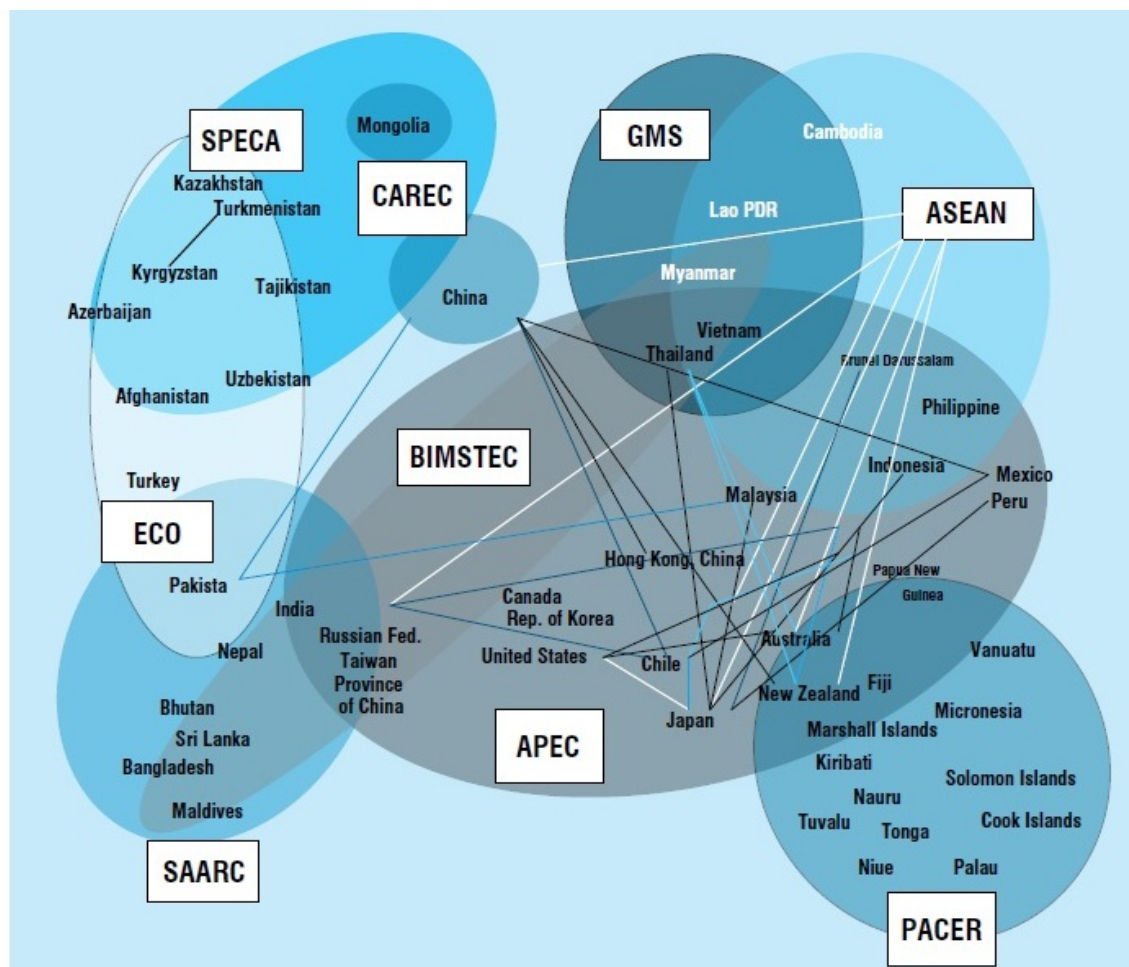 SPECA
Mongolia
GMS
Cambodia
Kazakhstan
Turkmenistan
CAREC
Lao PDR
ASEAN
Kyrgyzstan
Myanmar
Azerbaijan
Tajikistan
China
Vietnam
Thailand
Brunei Darussalam
Afghanistan
Uzbekistan
Philippine
BIMSTEC
Turkey
Indonesia
Mexico
Malaysia
Peru
ECO
Hong Kong, China
Pakista
Papua New
Guinea
India
Canada
Rep. of Korea
Russian Fed.
Taiwan
Province
of China
Nepal
United States
Chile
Australia
Vanuatu
Fiji
New Zealand
Bhutan
Japan
Micronesia
Sri Lanka
APEC
Marshall Islands
Bangladesh
Kiribati
Solomon Islands
Maldives
Nauru
Tuvalu
Tonga
Cook Islands
SAARC
Niue
Palau
PACER